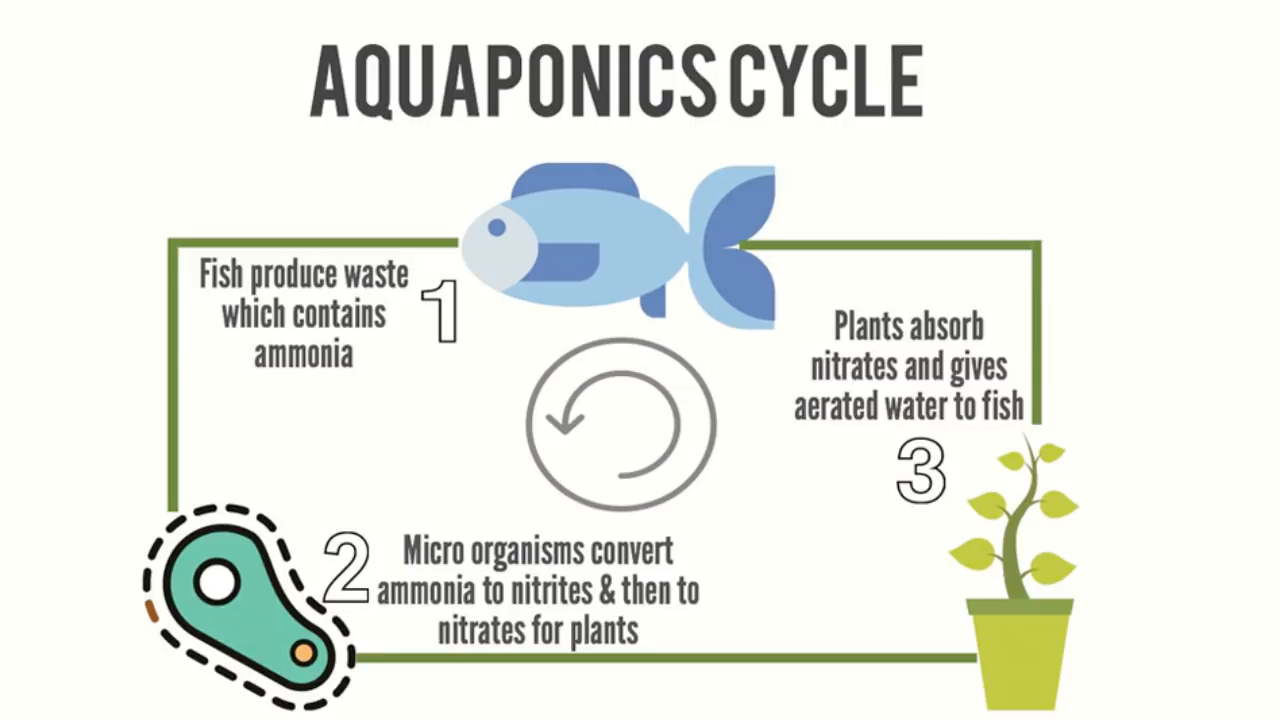 AQUAPONICS CYCLE
Fish produce waste
which contains
ammonia
1
2
Micro organisms convert
ammonia to nitrites & then to
nitrates for plants
Plants absorb
nitrates and gives
aerated water to fish
3